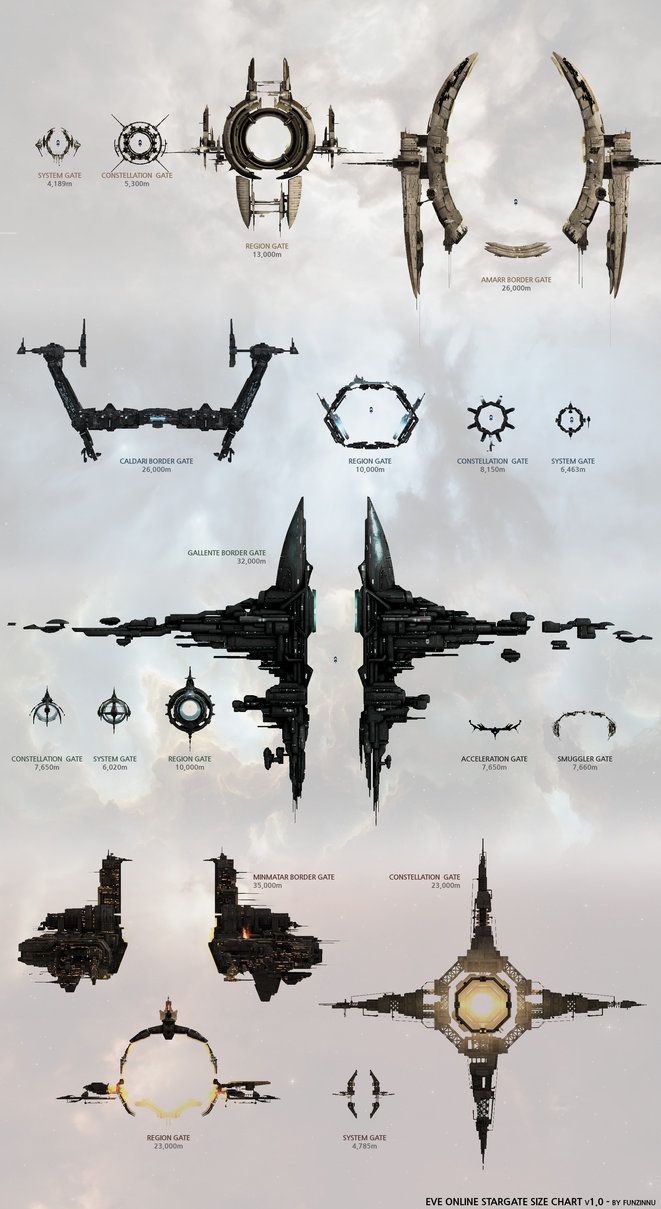 SYSTEM GATE
4,189m
CONSTELLATION GATE
5,300m
REGION GATE
13,000m
AMARR BORDER GATE
26,000m
CALDARI BORDER GATE
26,000m
REGION GATE
10,000m
CONSTELLATION GATE
8,150m
SYSTEM GATE
6,463m
GALLENTE BORDER GATE
32,000m
CONSTELLATION GATE
7,650m
SYSTEM GATE
6,020m
REGION GATE
10,000m
ACCELERATION GATE
7,650m
SMUGGLER GATE
7,660m
MINMATAR BORDER GATE
35,000m
CONSTELLATION GATE
23,000m
REGION GATE
23,000m
SYSTEM GATE
4,785m
EVE ONLINE STARGATE SIZE CHART v1,0 - BY FUNZINNU